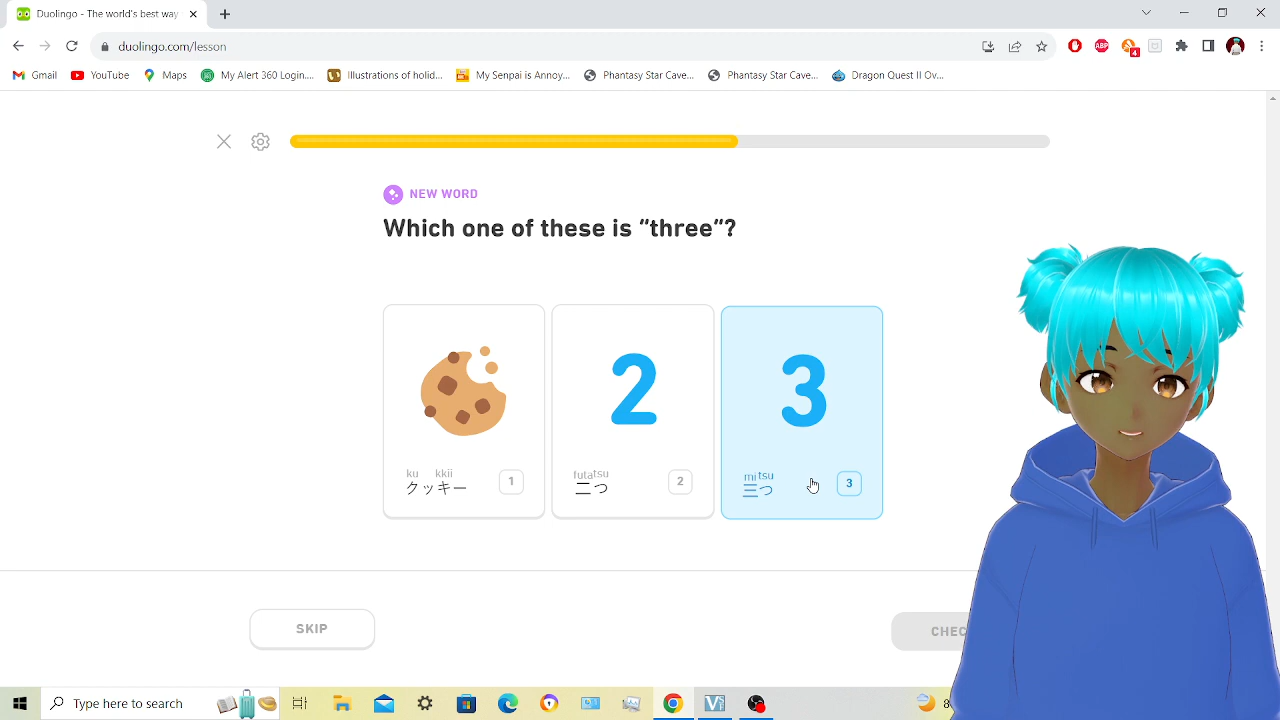 Duolingo - The world's best way
duolingo.com/lesson
4
Gmail
YouTube
Maps
My Alert 360 Login....
Illustrations of holid...
My Senpai is Annoy...
Phantasy Star Cave...
Phantasy Star Cave...
Dragon Quest II Ov...
NEW WORD
Which one of these is “three”?
2
3
ku kkii
クッキー
1
futatsu
二つ
2
mitsu
三つ
3
SKIP
CHEC
Type here to search
8